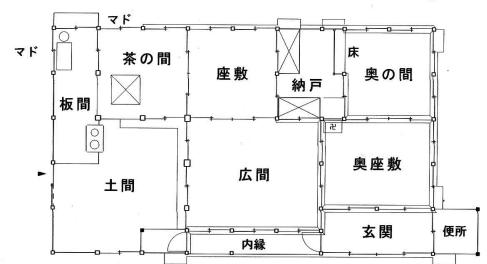 マド
マド
茶の間
座敷
納戸
床
奥の間
板間
卍
土間
広間
奥座敷
内縁
玄関
便所